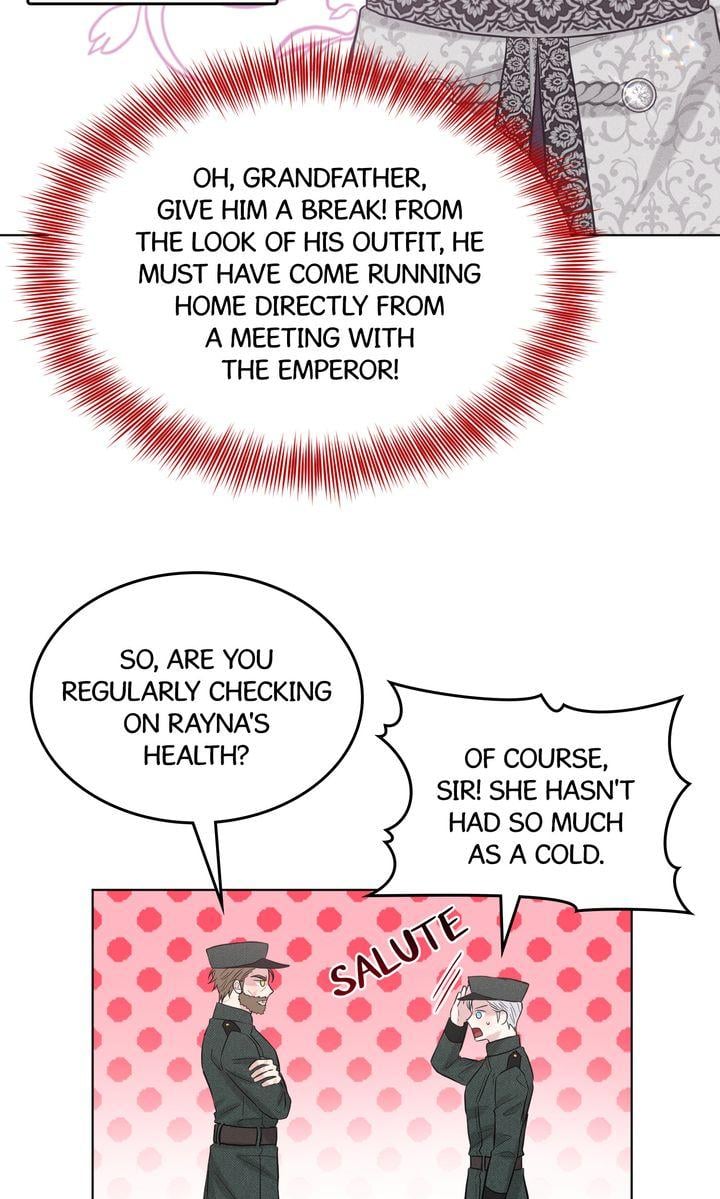 OH, GRANDFATHER,
GIVE HIM A BREAK! FROM
THE LOOK OF HIS OUTFIT, HE
MUST HAVE COME RUNNING
HOME DIRECTLY FROM
A MEETING WITH
THE EMPEROR!
SO, ARE YOU
REGULARLY CHECKING
ON RAYNA'S
HEALTH?
OF COURSE,
SIR! SHE HASN'T
HAD SO MUCH
AS A COLD.
SALUTE